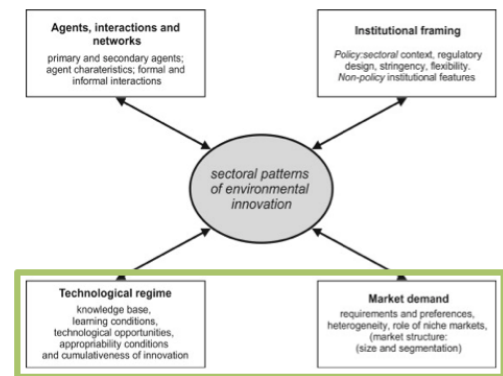 Agents, interactions and
networks
primary and secondary agents;
agent charateristics; formal and
informal interactions
Institutional framing
Policy:sectoral context, regulatory
design, stringency, flexibility.
Non-policy institutional features
sectoral patterns
of environmental
innovation
Technological regime
knowledge base,
learning conditions,
technological opportunities,
appropriability conditions
and cumulativeness of innovation
Market demand
requirements and preferences,
heterogeneity, role of niche markets,
(market structure:
(size and segmentation)